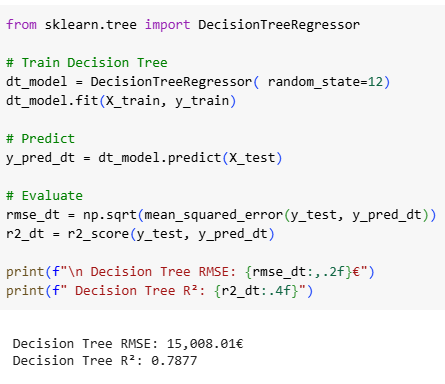 from sklearn.tree import DecisionTreeRegressor
# Train Decision Tree
dt_model = DecisionTreeRegressor( random_state=12)
dt_model.fit(X_train, y_train)
# Predict
y_pred_dt = dt_model.predict(X_test)
# Evaluate
rmse_dt = np.sqrt(mean_squared_error(y_test, y_pred_dt))
r2_dt = r2_score(y_test, y_pred_dt)
print(f"\n Decision Tree RMSE: {rmse_dt:,.2f}€")
print(f" Decision Tree R²: {r2_dt:.4f}")
Decision Tree RMSE: 15,008.01€
Decision Tree R²: 0.7877